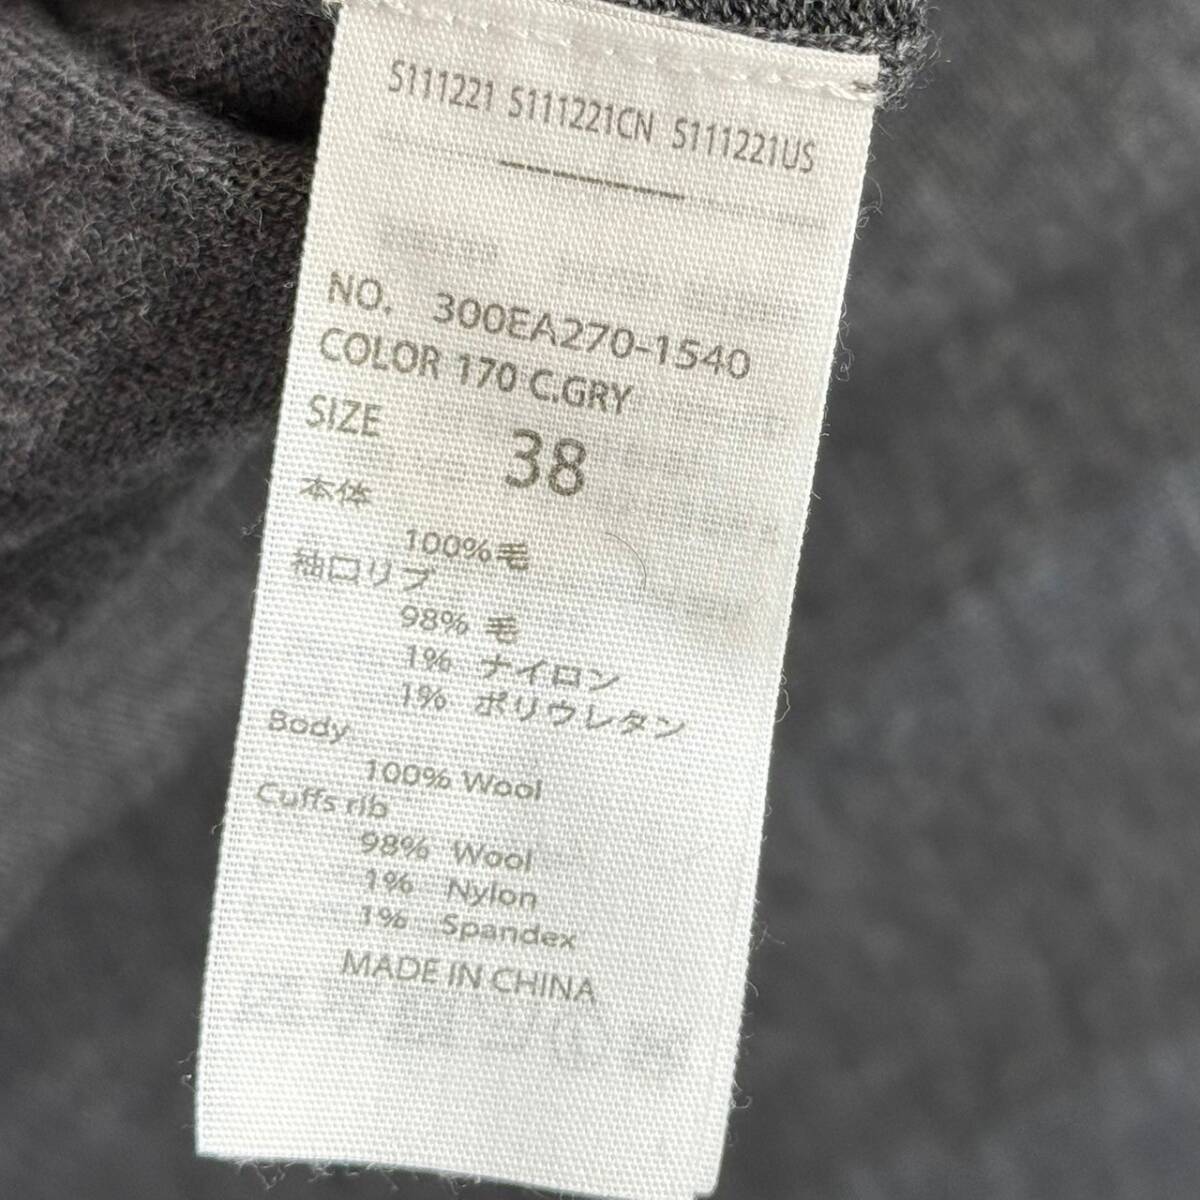 S111221 S111221CN S111221US
NO. 300EA270-1540
COLOR 170 C.GRY
SIZE 38
本体
100%毛
袖口リブ
98% 毛
1% ナイロン
1% ポリウレタン
Body
100% Wool
Cuffs rib
98% Wool
1% Nylon
1% Spandex
MADE IN CHINA